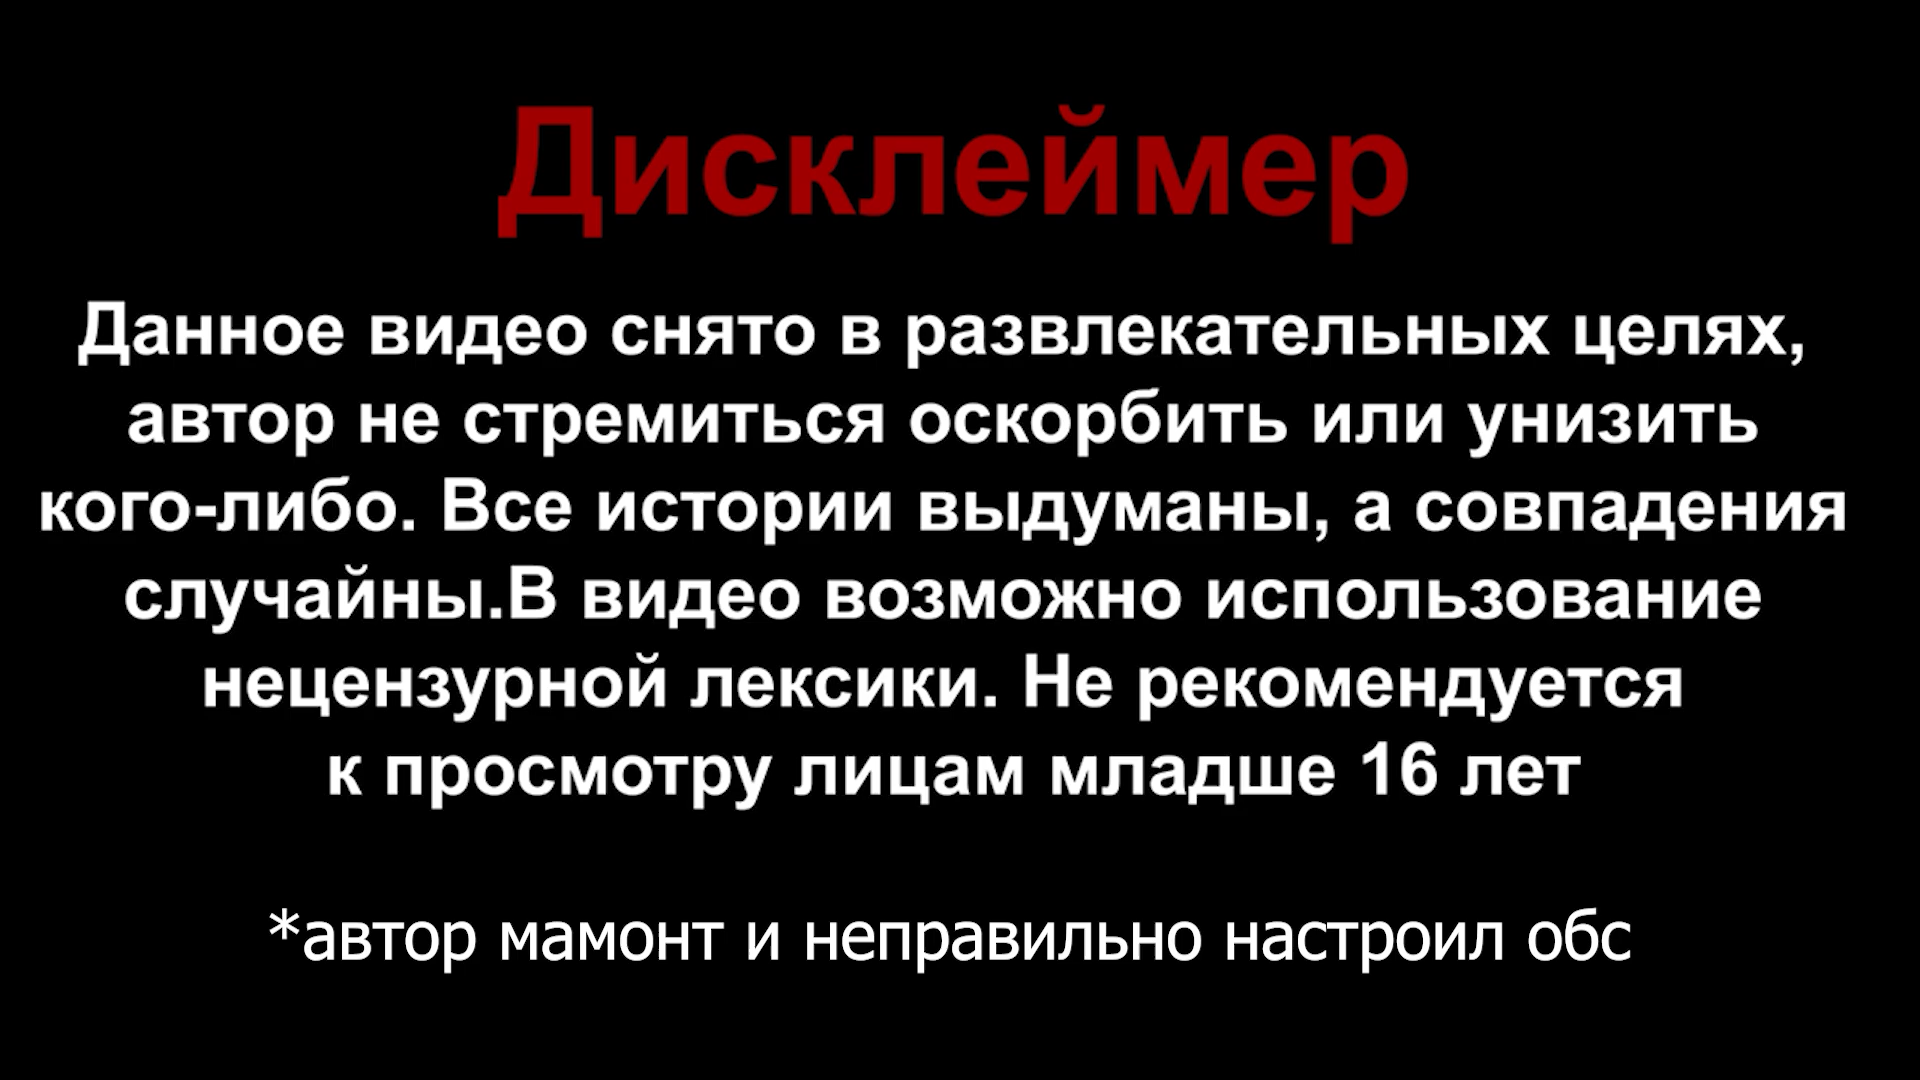 Дисклеймер
Данное видео снято в развлекательных целях,
автор не стремиться оскорбить или унизить
кого-либо. Все истории выдуманы, а совпадения
случайны.В видео возможно использование
нецензурной лексики. Не рекомендуется
к просмотру лицам младше 16 лет
*автор мамонт и неправильно настроил обс